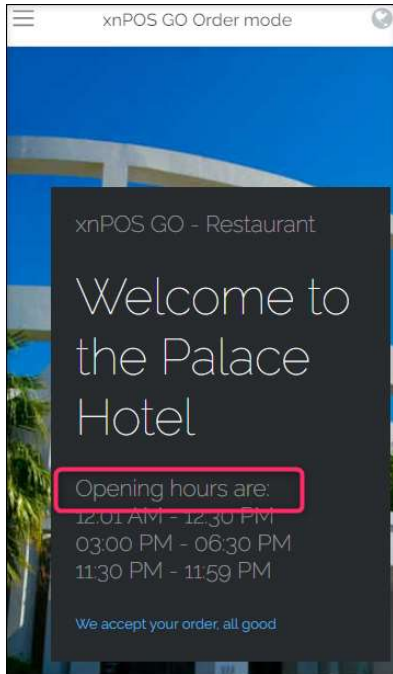 xnPOS GO Order mode
xnPOS GO - Restaurant
Welcome to
the Palace
Hotel
Opening hours are:
12:01 AM - 12:30 PM
03:00 PM - 06:30 PM
11:30 PM - 11:59 PM
We accept your order, all good